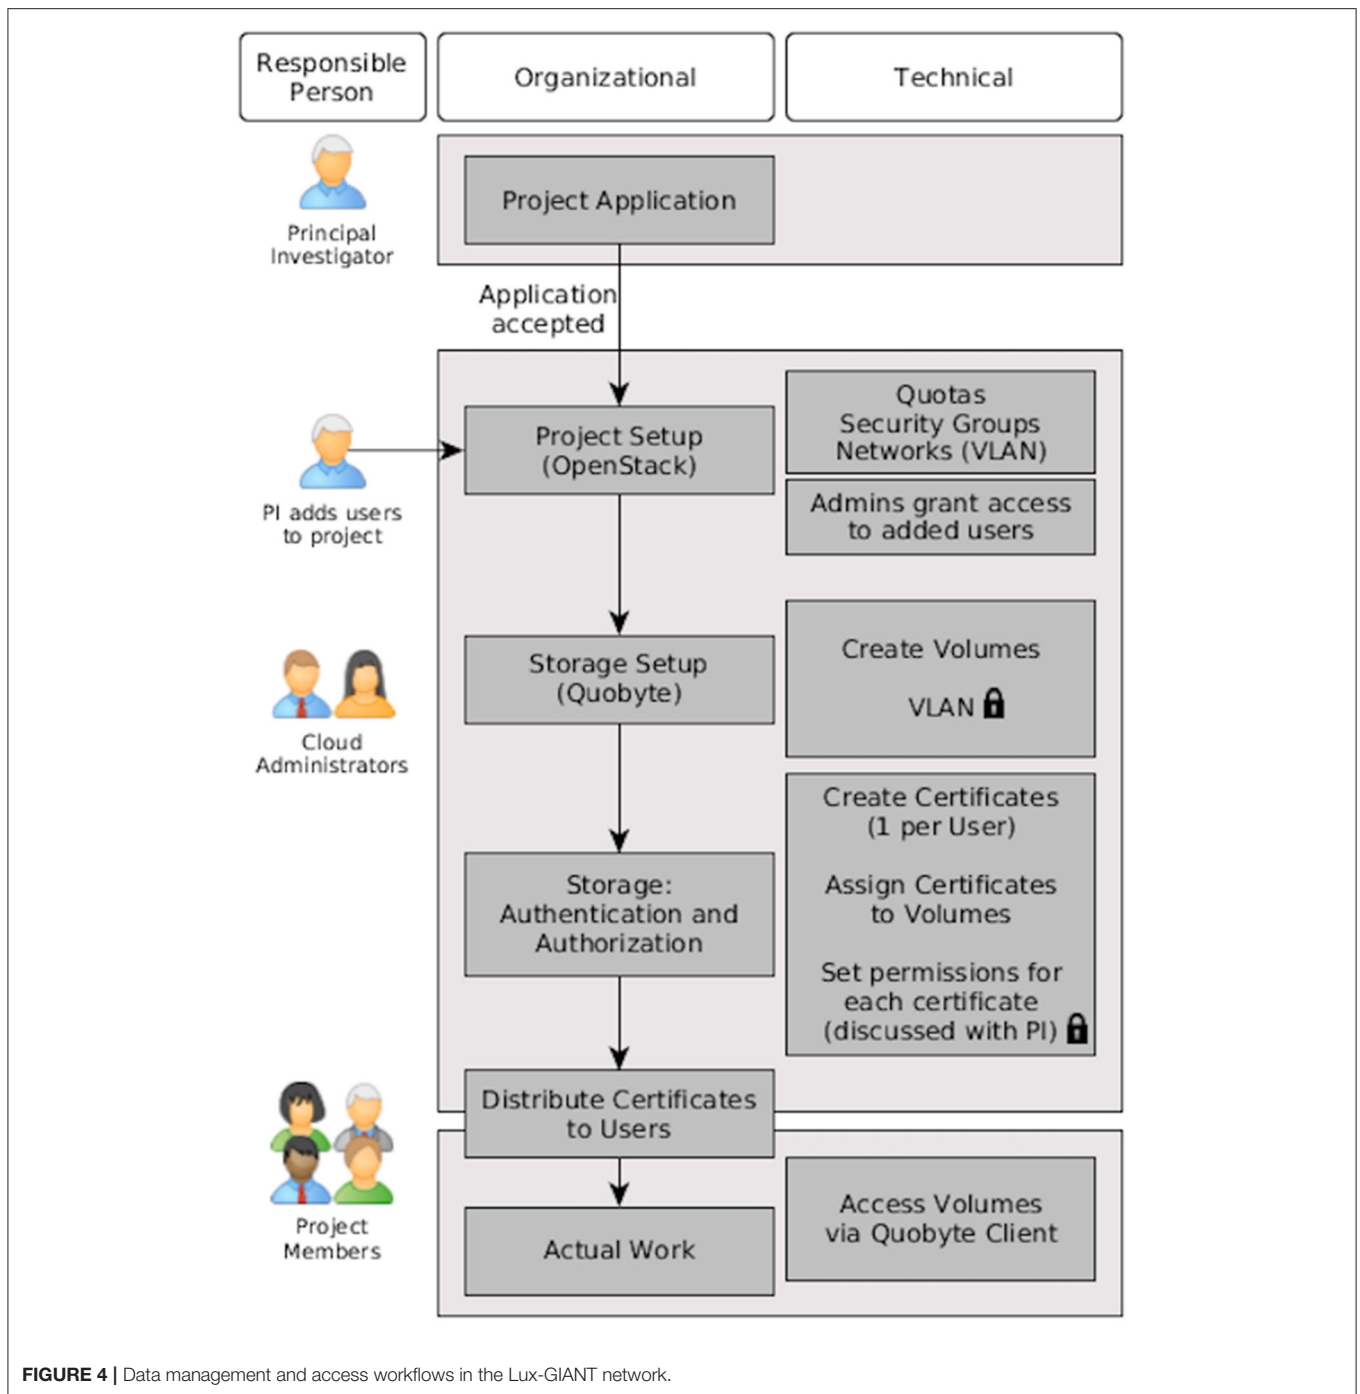 Responsible
Person
Organizational
Technical
Principal
Investigator
Project Application
Application
accepted
PI adds users
to project
Project Setup
(OpenStack)
Quotas
Security Groups
Networks (VLAN)
Admins grant access
to added users
Cloud
Administrators
Storage Setup
(Quobyte)
Create Volumes
VLAN
Storage:
Authentication and
Authorization
Create Certificates
(1 per User)
Assign Certificates
to Volumes
Set permissions for
each certificate
(discussed with PI)
Distribute Certificates
to Users
Project
Members
Actual Work
Access Volumes
via Quobyte Client
FIGURE 4 | Data management and access workflows in the Lux-GIANT network.